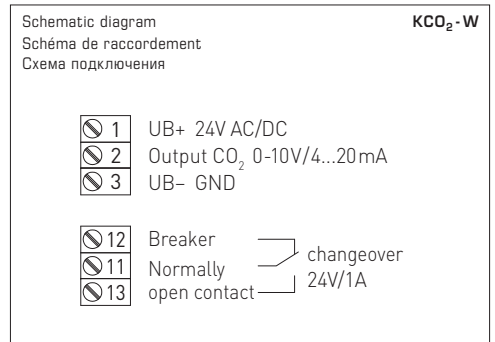 Schematic diagram KCO₂-W
Schéma de raccordement
Схема подключения
1 UB+ 24V AC/DC
2 Output CO₂ 0-10V/4...20mA
3 UB– GND
12 Breaker
11 Normally
13 open contact
changeover
24V/1A